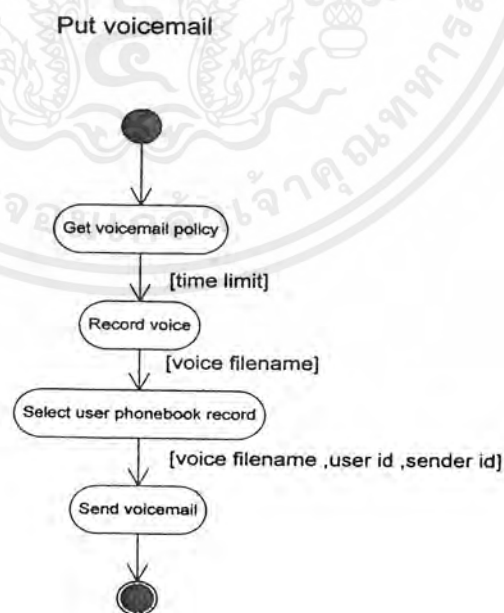 Put voicemail
Get voicemail policy
[time limit]
Record voice
[voice filename]
Select user phonebook record
[voice filename ,user id ,sender id]
Send voicemail